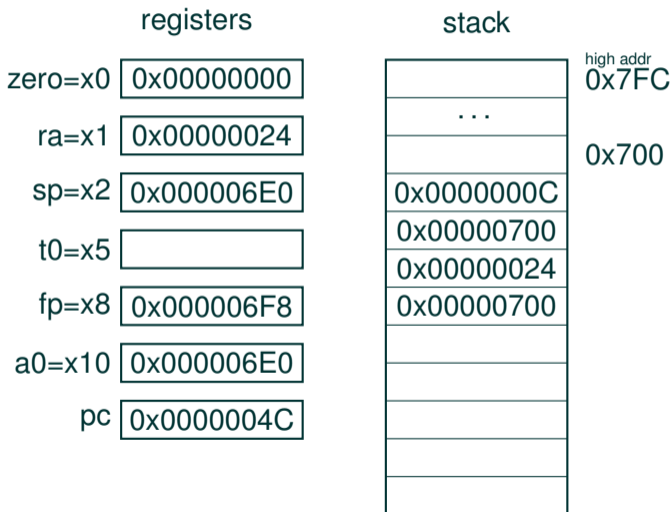 registers
zero=x0 0x00000000
ra=x1 0x00000024
sp=x2 0x000006E0
t0=x5
fp=x8 0x000006F8
a0=x10 0x000006E0
pc 0x0000004C
stack
high addr
0x7FC
...
0x700
0x0000000C
0x00000700
0x00000024
0x00000700